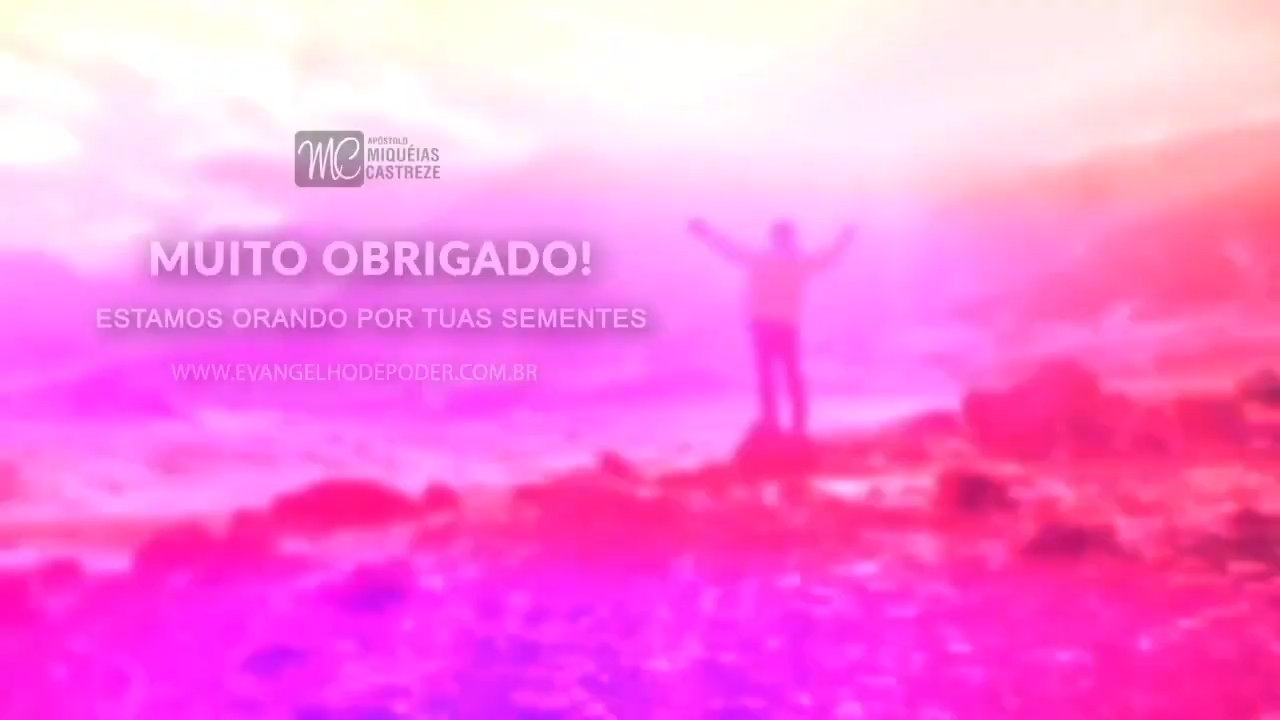 MC
APÓSTOLO
MIQUÉIAS
CASTREZE
MUITO OBRIGADO!
ESTAMOS ORANDO POR TUAS SEMENTES
WWW.EVANGELHODEPODER.COM.BR